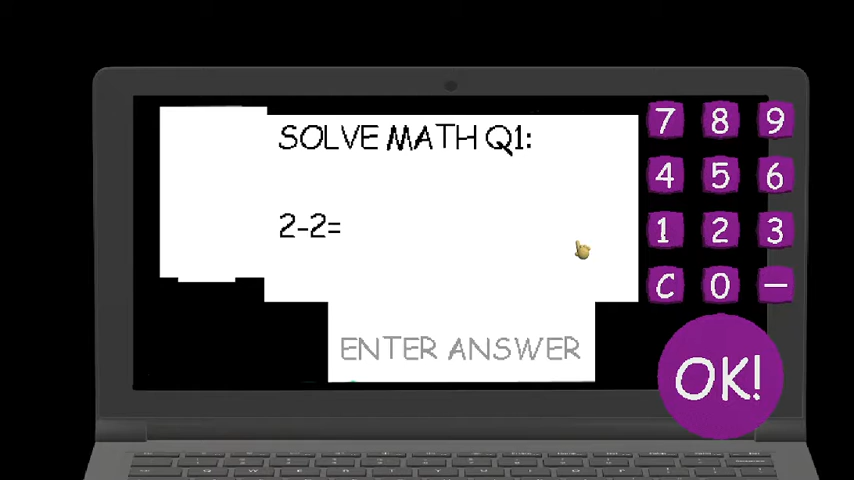 SOLVE MATH Q1:
2-2=
ENTER ANSWER
7 8 9
4 5 6
1 2 3
C 0 −
OK!